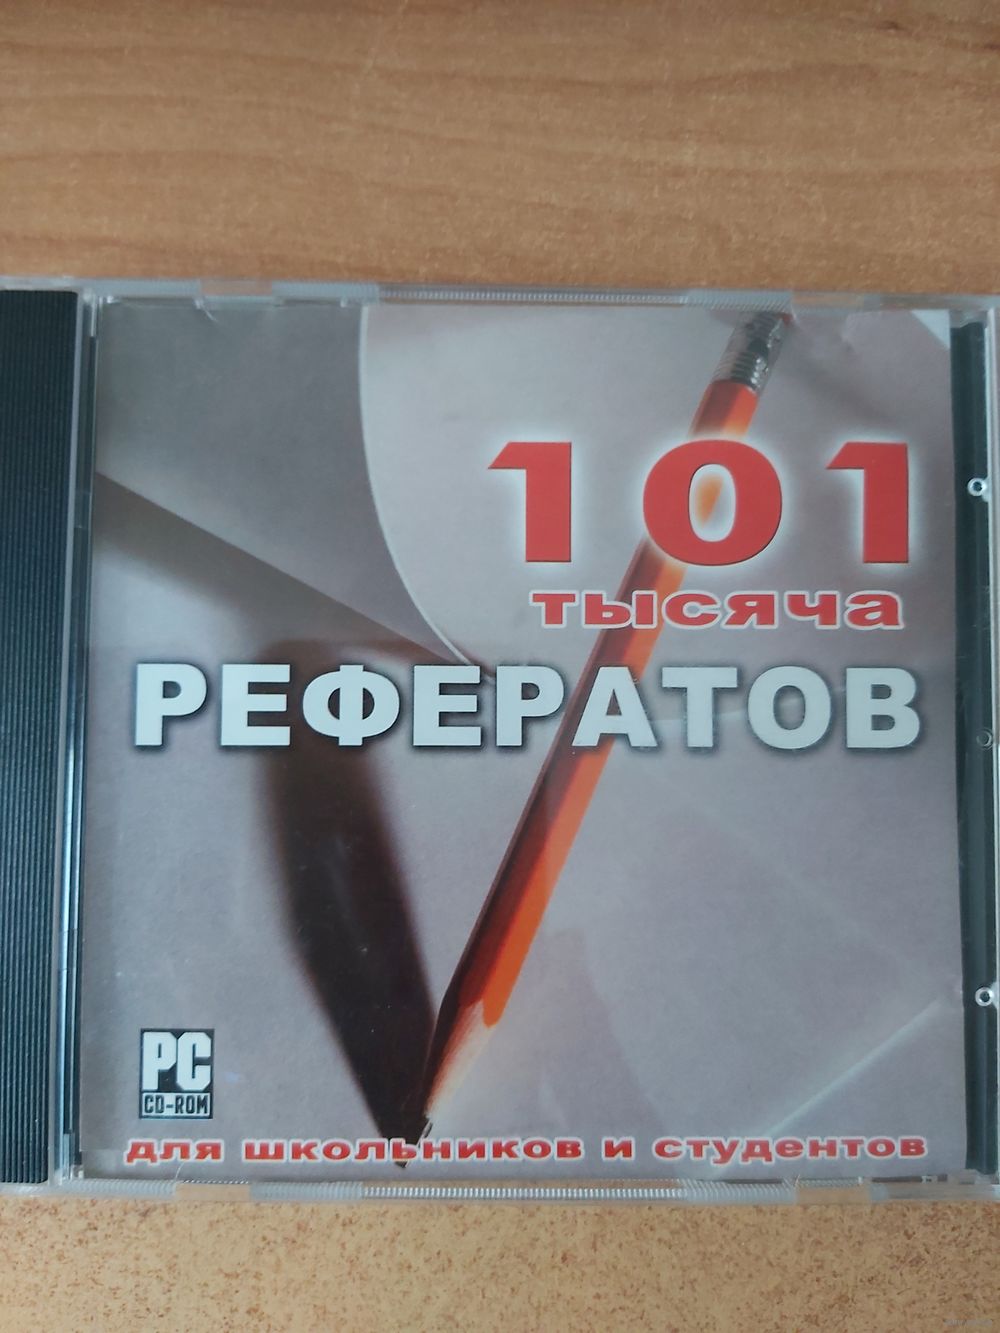 101
тысяча
РЕФЕРАТОВ
PC
CD-ROM
для школьников и студентов